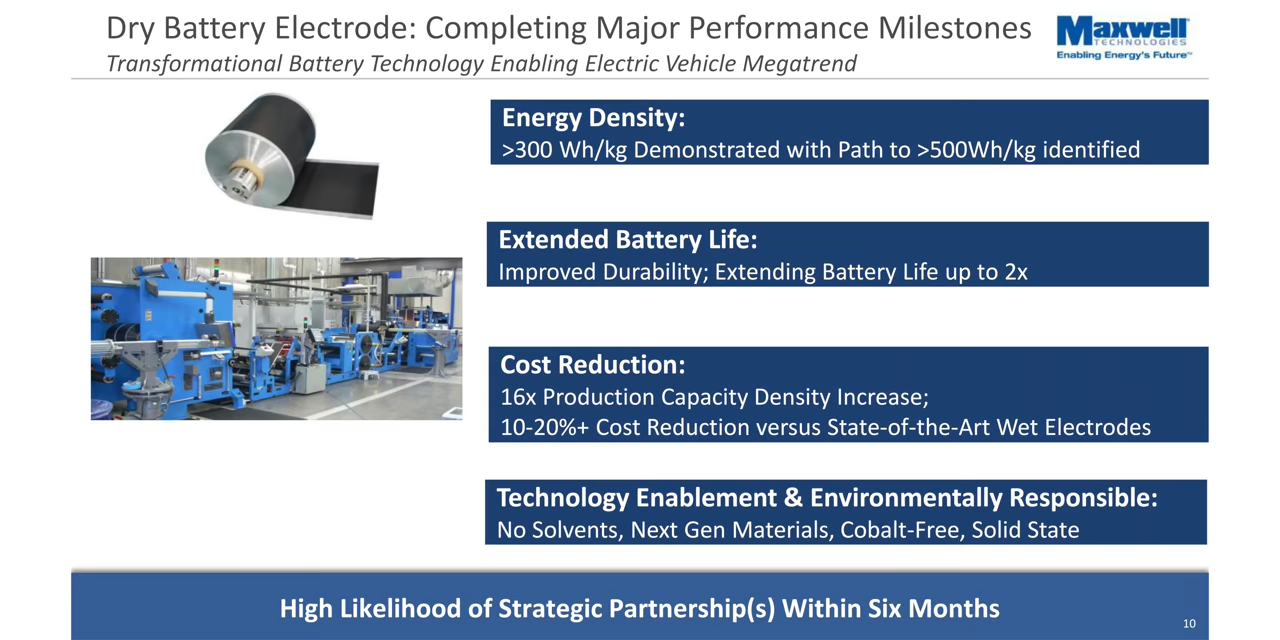 Dry Battery Electrode: Completing Major Performance Milestones
Transformational Battery Technology Enabling Electric Vehicle Megatrend
Maxwell
TECHNOLOGIES
Enabling Energy's Future™
Energy Density:
>300 Wh/kg Demonstrated with Path to >500Wh/kg identified
Extended Battery Life:
Improved Durability; Extending Battery Life up to 2x
Cost Reduction:
16x Production Capacity Density Increase;
10-20%+ Cost Reduction versus State-of-the-Art Wet Electrodes
Technology Enablement & Environmentally Responsible:
No Solvents, Next Gen Materials, Cobalt-Free, Solid State
High Likelihood of Strategic Partnership(s) Within Six Months
10